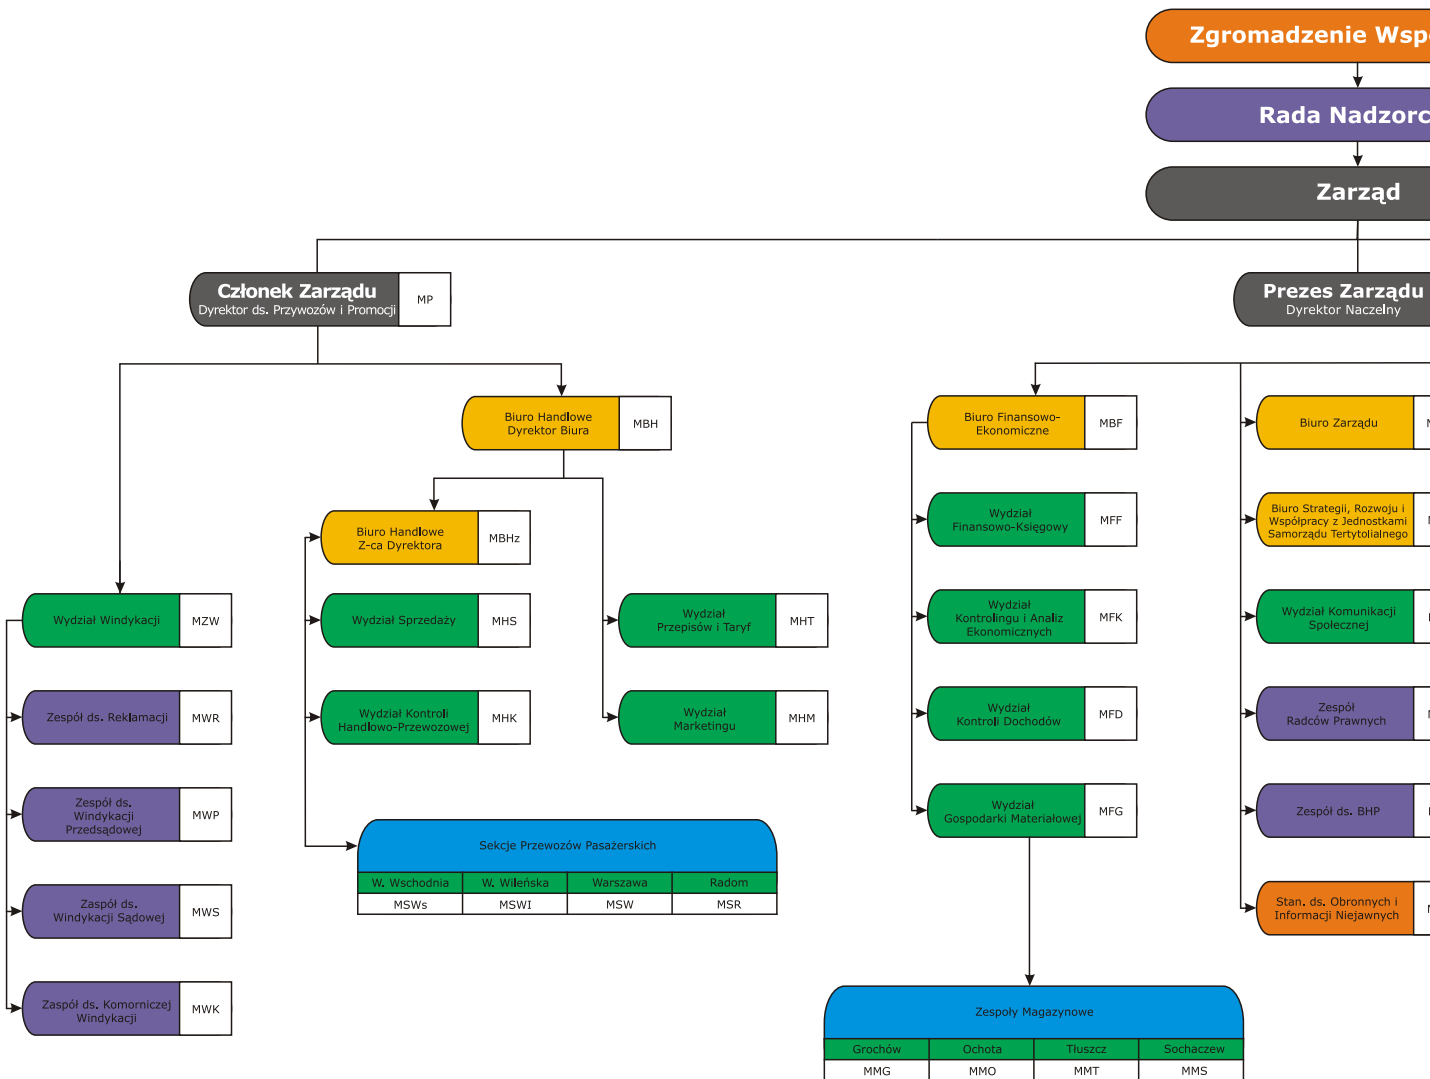 Zgromadzenie
Rada
Zarząd
Członek Zarządu
Dyrektor ds. Przywozów i Promocji
MP
Prezes Zarządu
Dyrektor Naczelny
Biuro Handlowe
Dyrektor Biura
MBH
Biuro Finansowo-
Ekonomiczne
MBF
Biuro Zarządu
Biuro Handlowe
Z-ca Dyrektora
MBHz
Wydział
Finansowo-Księgowy
MFF
Biuro Strategii, Rozwoju i
Współpracy z Jednostkami
Samorządu Tertytolialnego
Wydział Windykacji
MZW
Wydział Sprzedaży
MHS
Wydział
Przepisów i Taryf
MHT
Wydział
Kontrolingu i Analiz
Ekonomicznych
MFK
Wydział Komunikacji
Społecznej
Zespół ds. Reklamacji
MWR
Wydział Kontroli
Handlowo-Przewozowej
MHK
Wydział
Marketingu
MHM
Wydział
Kontroli Dochodów
MFD
Zespół
Radców Prawnych
Zespół ds.
Windykacji
Przedsądowej
MWP
Wydział
Gospodarki Materiałowej
MFG
Zespół ds. BHP
Sekcje Przewozów Pasażerskich
W. Wschodnia
W. Wileńska
Warszawa
Radom
MSWs
MSWI
MSW
MSR
Zaspół ds.
Windykacji Sądowej
MWS
Stan. ds. Obronnych i
Informacji Niejawnych
Zaspół ds. Komorniczej
Windykacji
MWK
Zespoły Magazynowe
Grochów
Ochota
Tłuszcz
Sochaczew
MMG
MMO
MMT
MMS